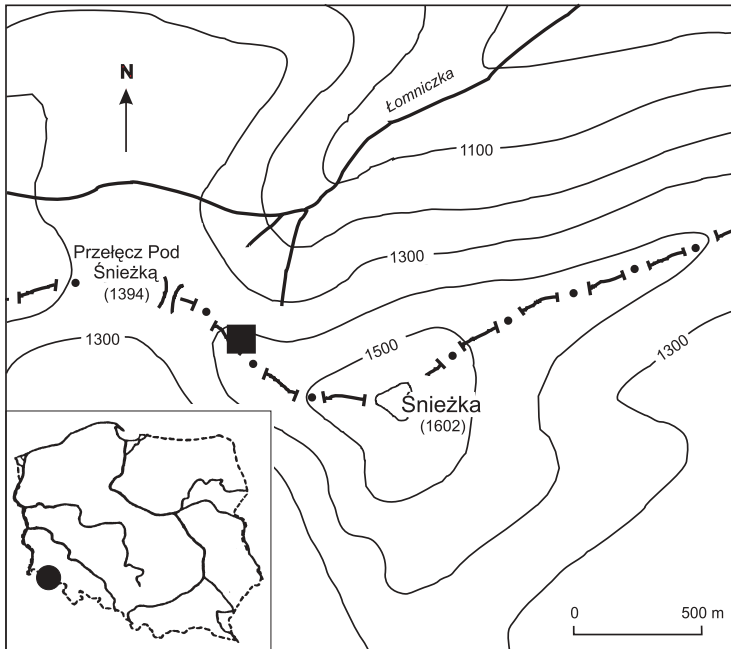 N
Łomniczka
1100
Przełęcz Pod
Śnieżką
(1394)
1300
1300
1500
1300
Śnieżka
(1602)
0 500 m